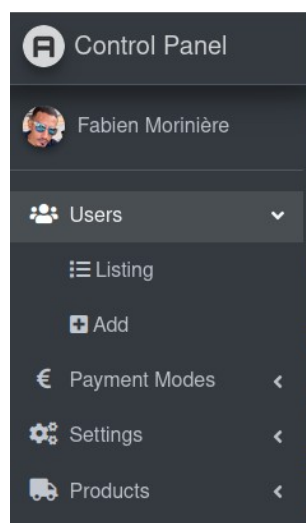 Control Panel
Fabien Morinière
Users
Listing
Add
€ Payment Modes
Settings
Products